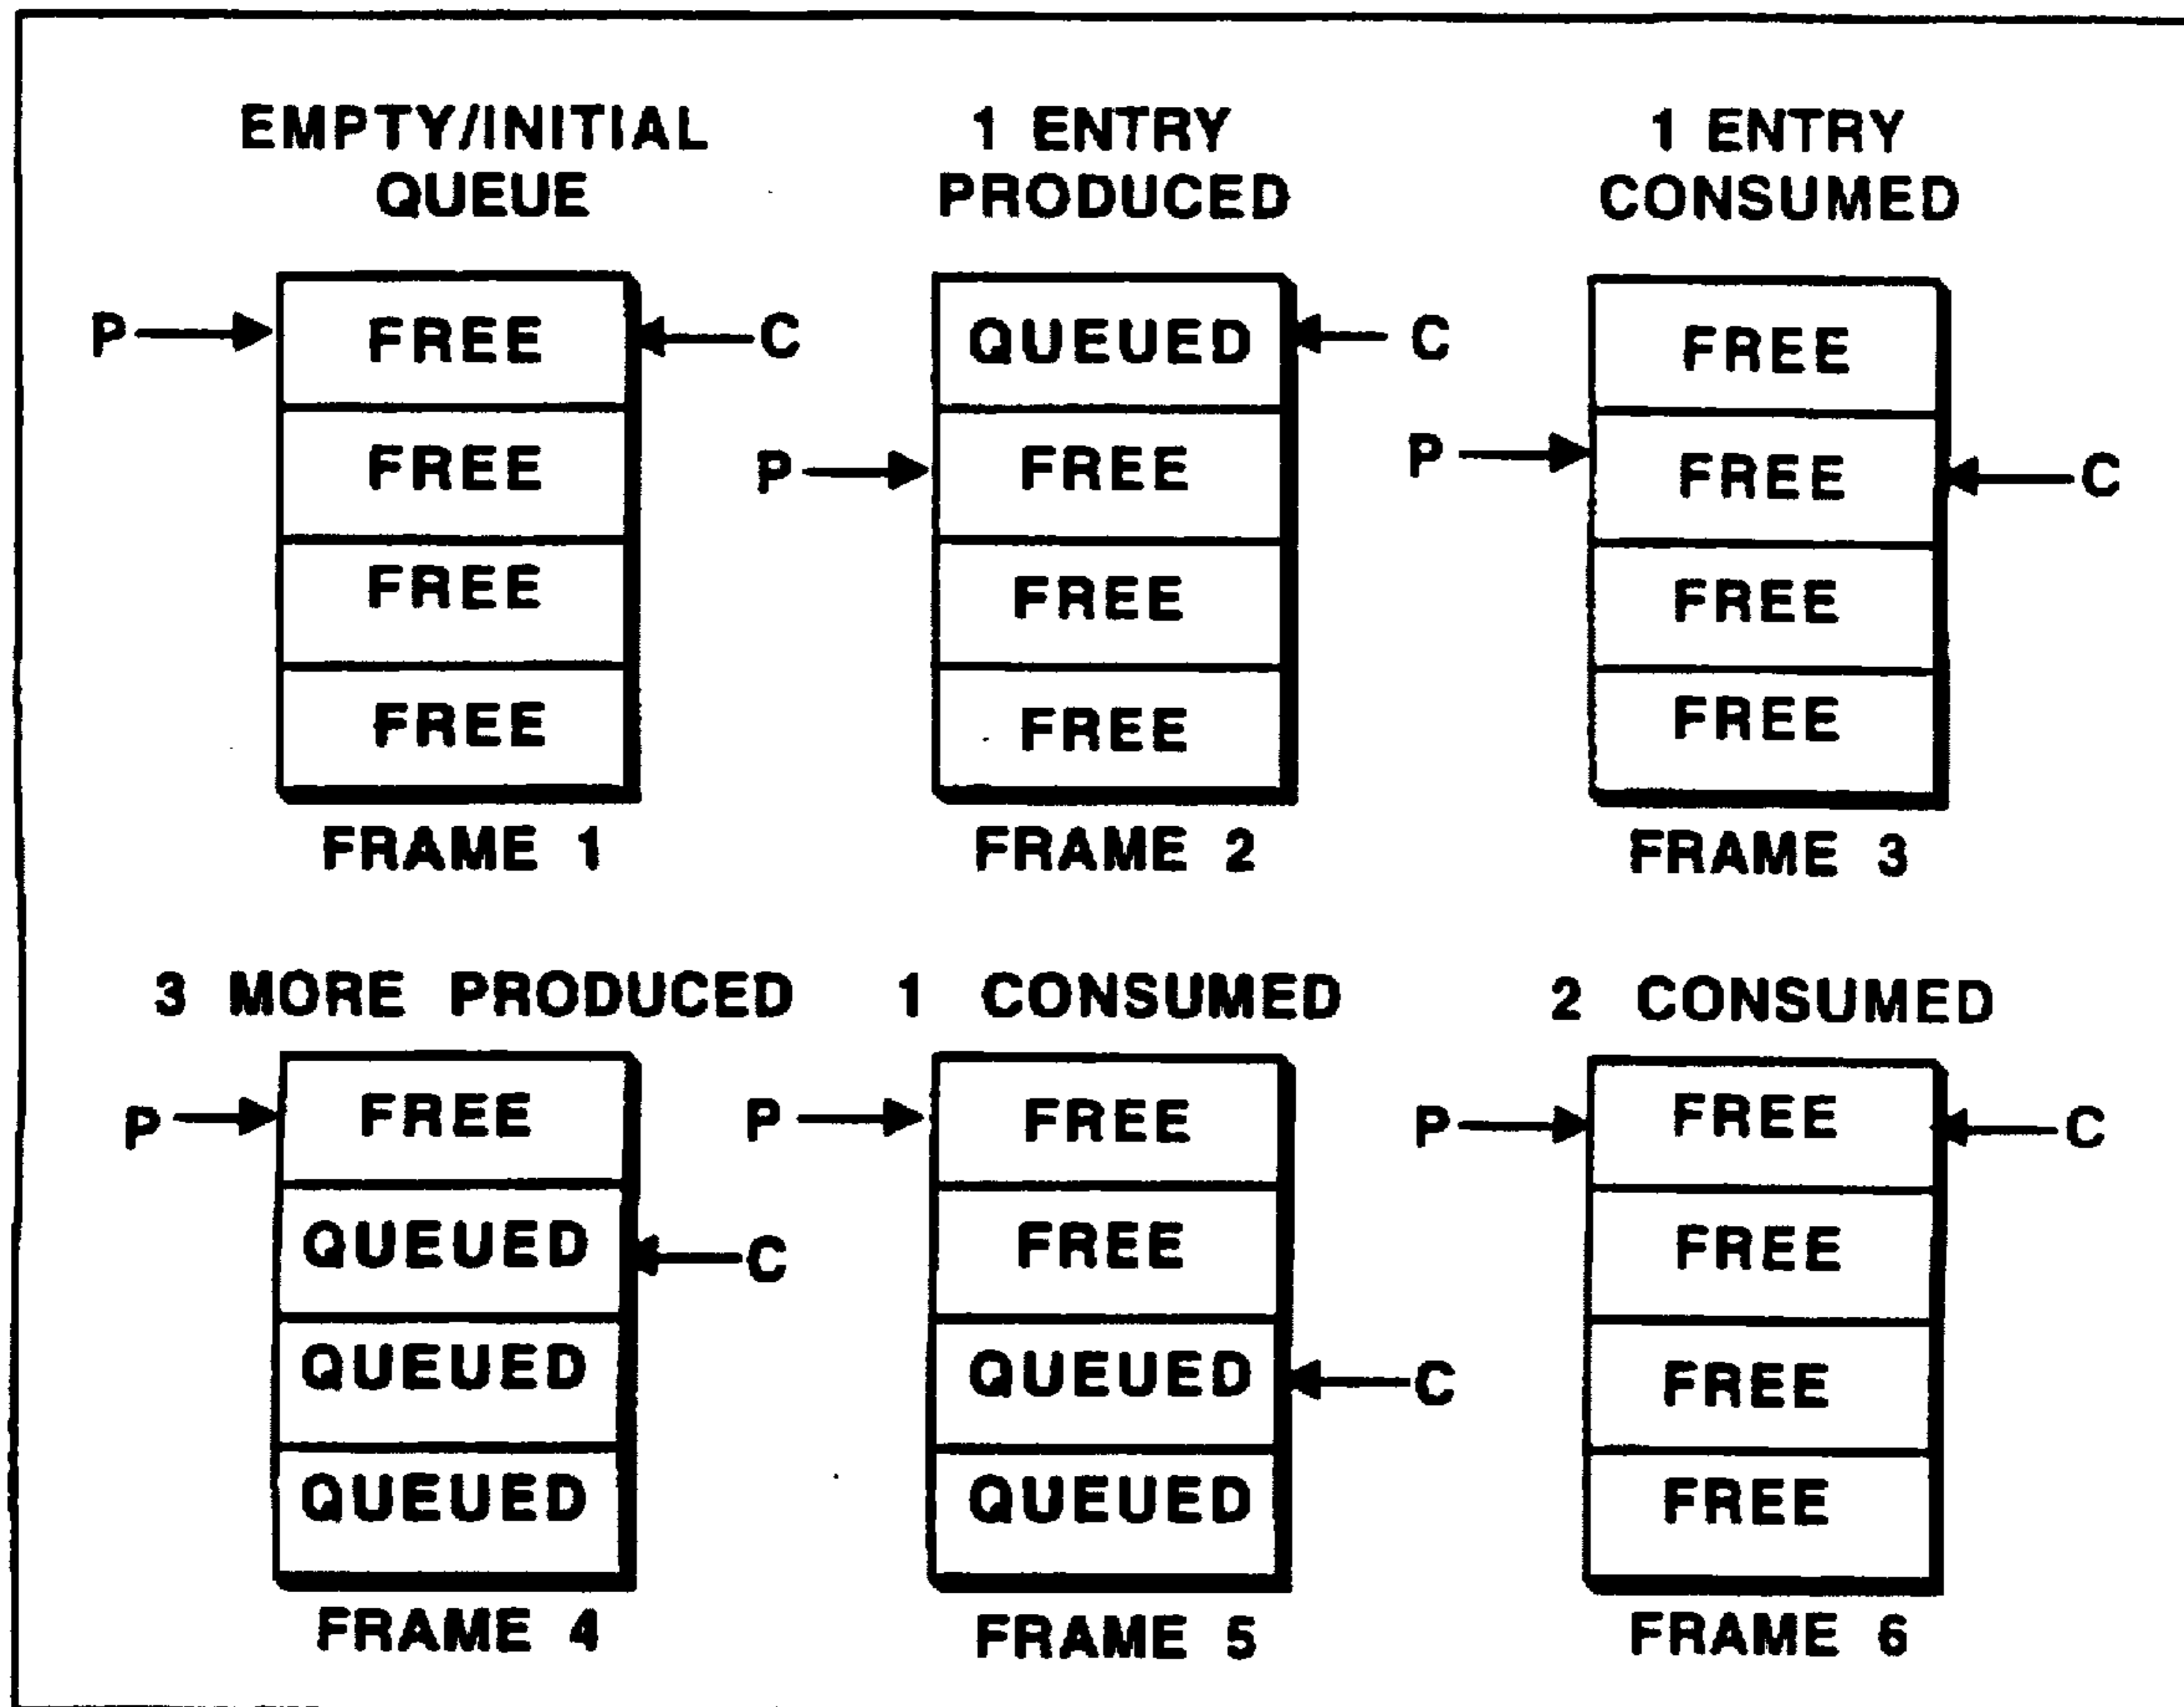 EMPTY/INITIAL
QUEUE
P
FREE
C
FREE
FREE
FREE
FRAME 1
1 ENTRY
PRODUCED
QUEUED
C
P
FREE
FREE
FREE
FRAME 2
1 ENTRY
CONSUMED
FREE
P
FREE
C
FREE
FREE
FRAME 3
3 MORE PRODUCED
P
FREE
QUEUED
C
QUEUED
QUEUED
FRAME 4
1 CONSUMED
P
FREE
FREE
QUEUED
C
QUEUED
FRAME 5
2 CONSUMED
P
FREE
C
FREE
FREE
FREE
FRAME 6